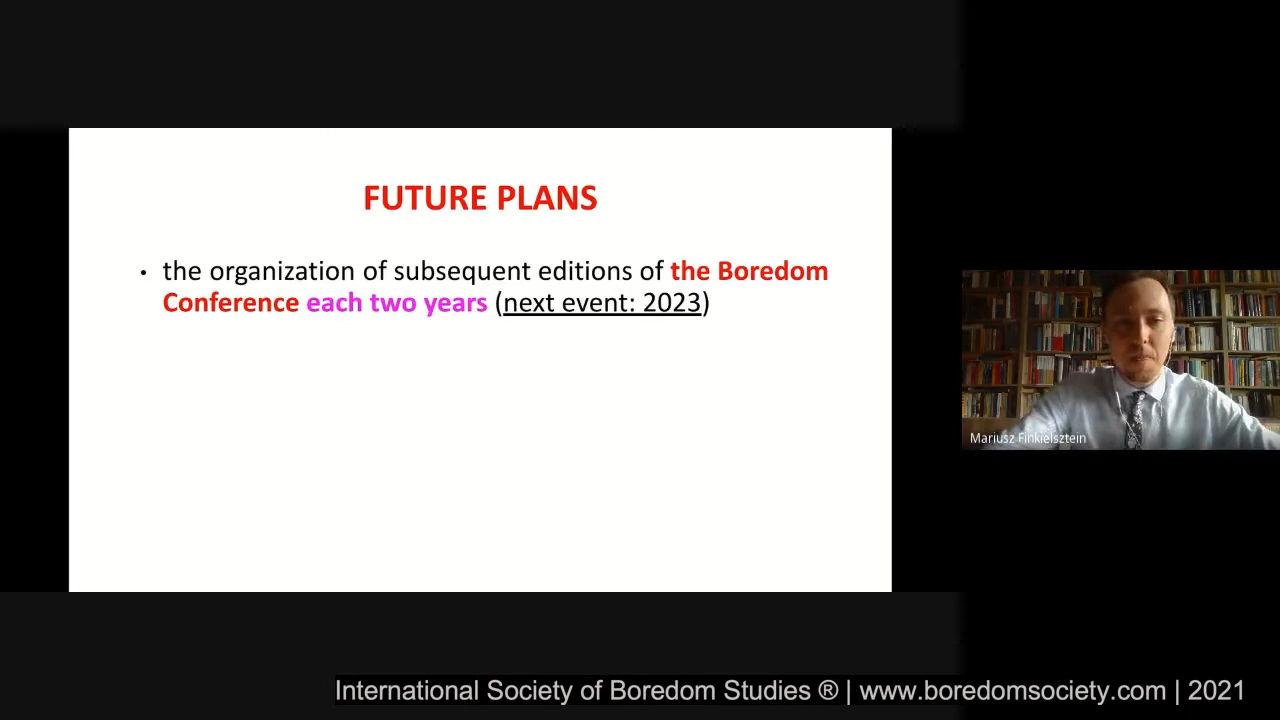 FUTURE PLANS
• the organization of subsequent editions of the Boredom
Conference each two years (next event: 2023)
Mariusz Finkielsztein
International Society of Boredom Studies ® | www.boredomsociety.com | 2021